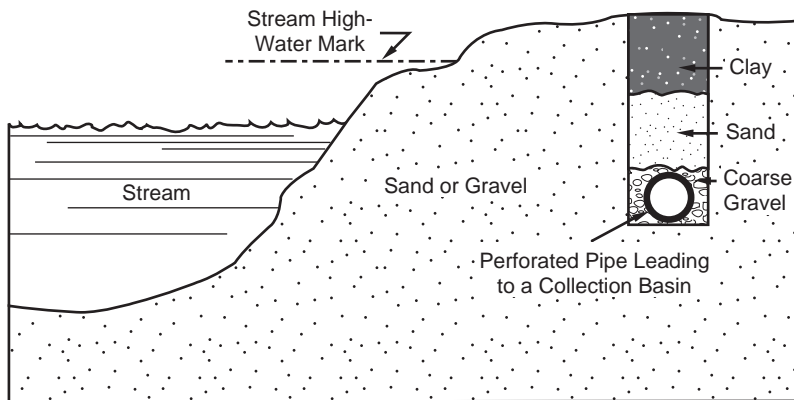 Stream High-
Water Mark
Clay
Sand
Coarse
Gravel
Stream
Sand or Gravel
Perforated Pipe Leading
to a Collection Basin